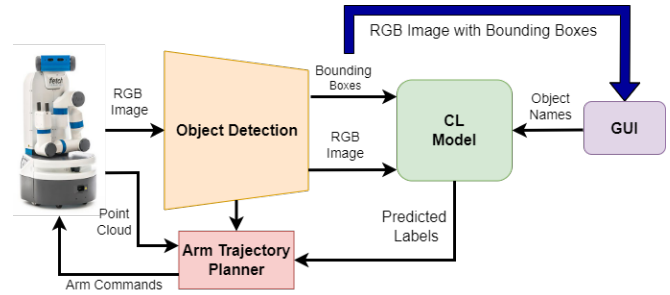 RGB Image with Bounding Boxes
fetch
RGB
Image
Object Detection
Bounding
Boxes
RGB
Image
CL
Model
Object
Names
GUI
Point
Cloud
Predicted
Labels
Arm Trajectory
Planner
Arm Commands